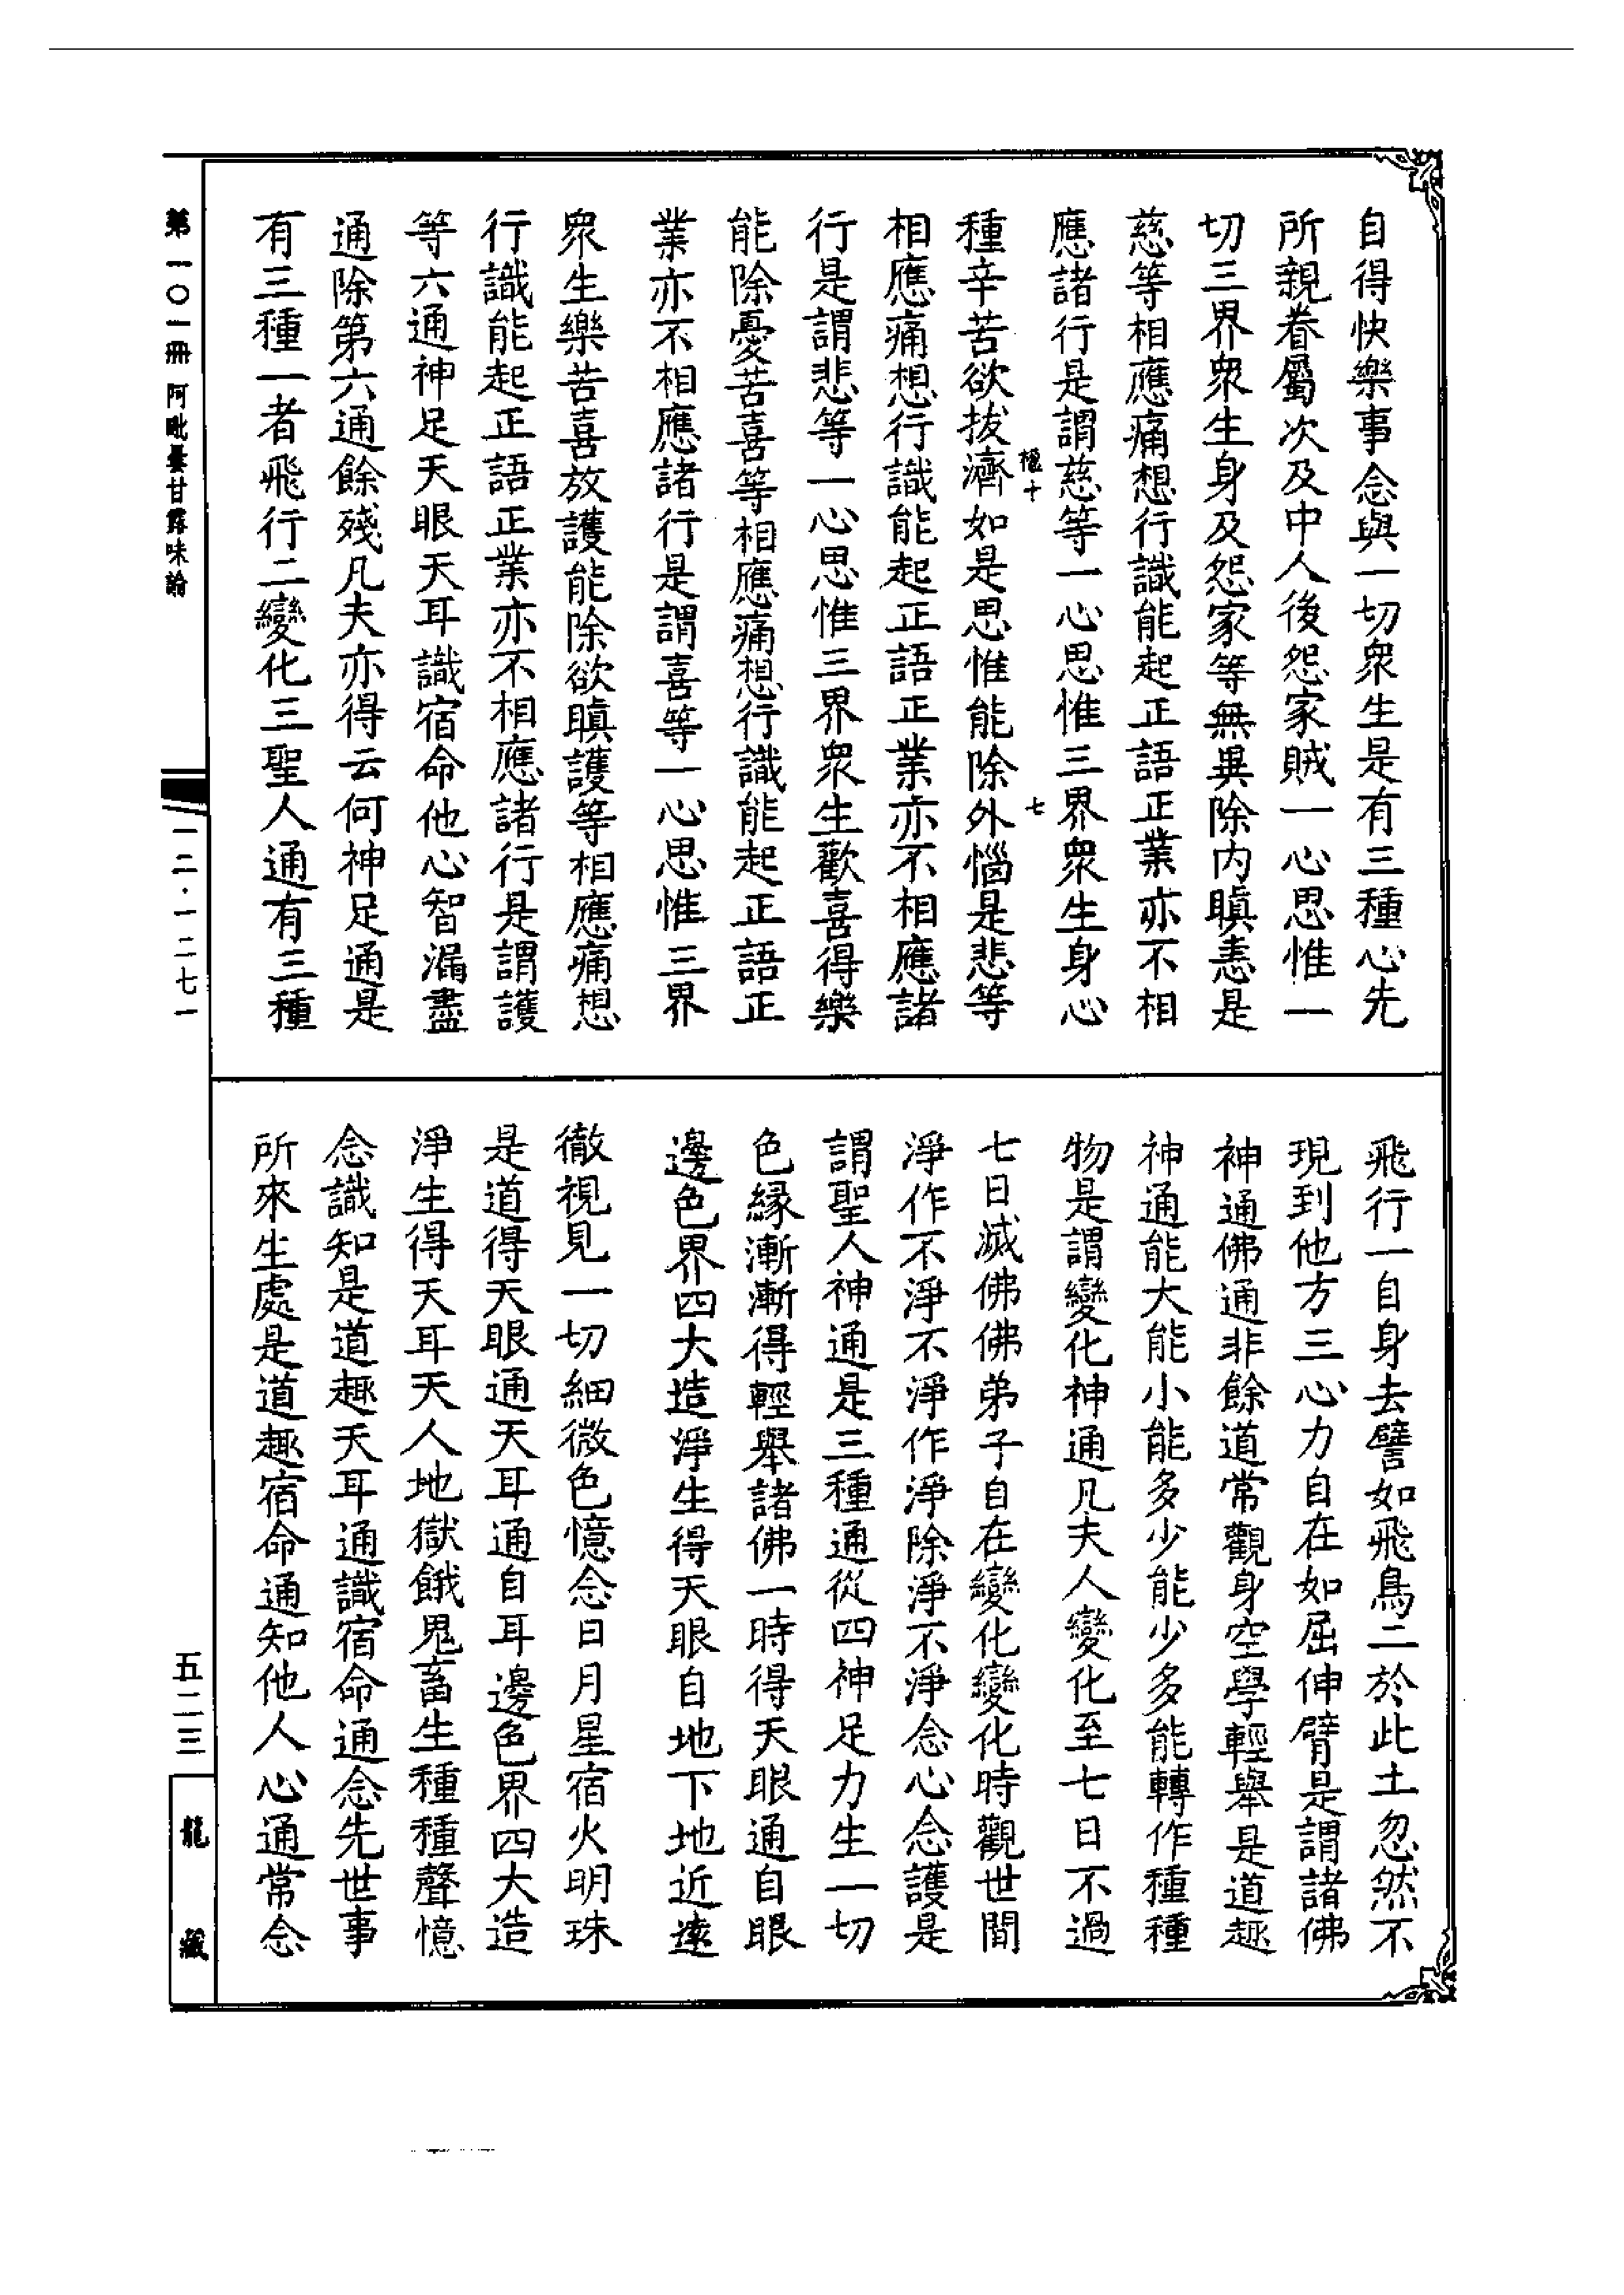 自得快樂事念與一切衆生是有三種心先
所親眷屬次及中人後怨家賊一心思惟一
切三界衆生身及怨家等無異除内瞋恚是
慈等相應痛想行識能起正語正業亦不相
應諸行是謂慈等一心思惟三界衆生身心
十
七
種辛苦欲拔濟如是思惟能除外惱是悲等
相應痛想行識能起正語正業亦不相應諸
行是謂悲等一心思惟三界衆生歡喜得樂
能除憂苦喜等相應痛想行識能起正語正
業亦不相應諸行是謂喜等一心思惟三界
衆生樂苦喜放護能除欲瞋護等相應痛想
行識能起正語正業亦不相應諸行是謂護
等六通神足天眼天耳識宿命他心智漏盡
通除第六通餘殘凡夫亦得云何神足通是
有三種一者飛行二變化三聖人通有三種
飛行一自身去譬如飛鳥二於此土忽然不
現到他方三心力自在如屈伸臂是謂諸佛
神通佛通非餘道常觀身空學輕舉是道趣
神通能大能小能多少能少多能轉作種種
物是謂變化神通凡夫人變化至七日不過
七日滅佛佛弟子自在變化變化時觀世間
淨作不淨不淨作淨除淨不淨念心念護是
謂聖人神通是三種通從四神足力生一切
色縁漸漸得輕舉諸佛一時得天眼通自眼
邊色界四大造淨生得天眼自地下地近遠
徹視見一切細微色憶念日月星宿火明珠
是道得天眼通天耳通自耳邊色界四大造
淨生得天耳天人地獄餓鬼畜生種種聲憶
念識知是道趣天耳通識宿命通念先世事
所來生處是道趣宿命通知他人心通常念
第一〇一冊 阿毗曇甘露味論
一二·一二七一
五二三
龍藏